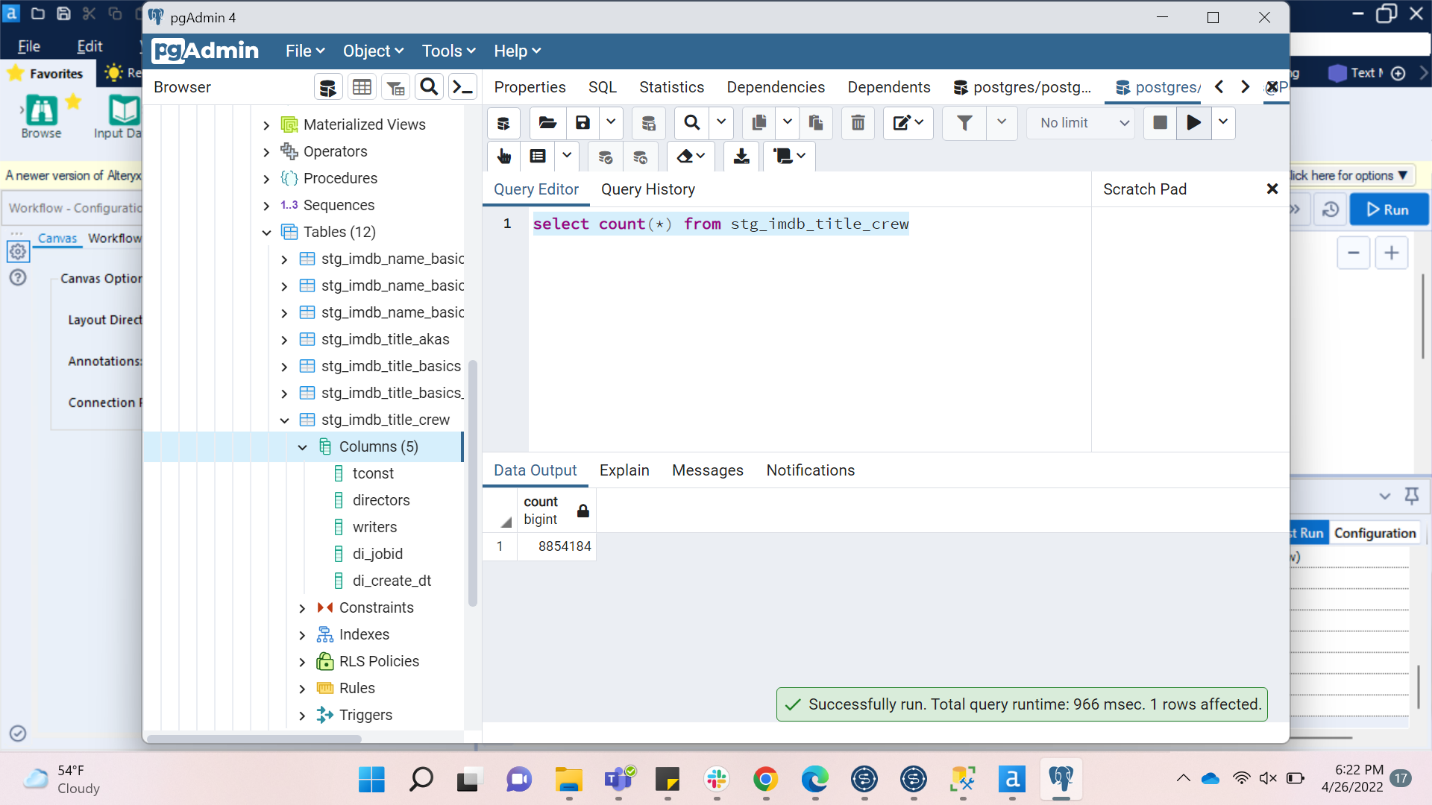 pgAdmin 4
File
Edit
Favorites
Browse
A newer version of Alteryx
Workflow - Configuratio
Canvas
Workflow
Canvas Option
Layout Direct
Annotations:
pgAdmin
File
Object
Tools
Help
Browser
Properties
SQL
Statistics
Dependencies
Dependents
postgres/postg...
postgres/
No limit
Materialized Views
Operators
Procedures
1..3 Sequences
Tables (12)
stg_imdb_name_basic
stg_imdb_name_basic
stg_imdb_name_basic
stg_imdb_title_akas
stg_imdb_title_basics
stg_imdb_title_basics_
stg_imdb_title_crew
Columns (5)
tconst
directors
writers
di_jobid
di_create_dt
Constraints
Indexes
RLS Policies
Rules
Triggers
Query Editor
Query History
Scratch Pad
1
select count(*) from stg_imdb_title_crew
Data Output
Explain
Messages
Notifications
count
bigint
1
8854184
Successfully run. Total query runtime: 966 msec. 1 rows affected.
lick here for options
Run
st Run
Configuration
54°F
Cloudy
6:22 PM
4/26/2022
17